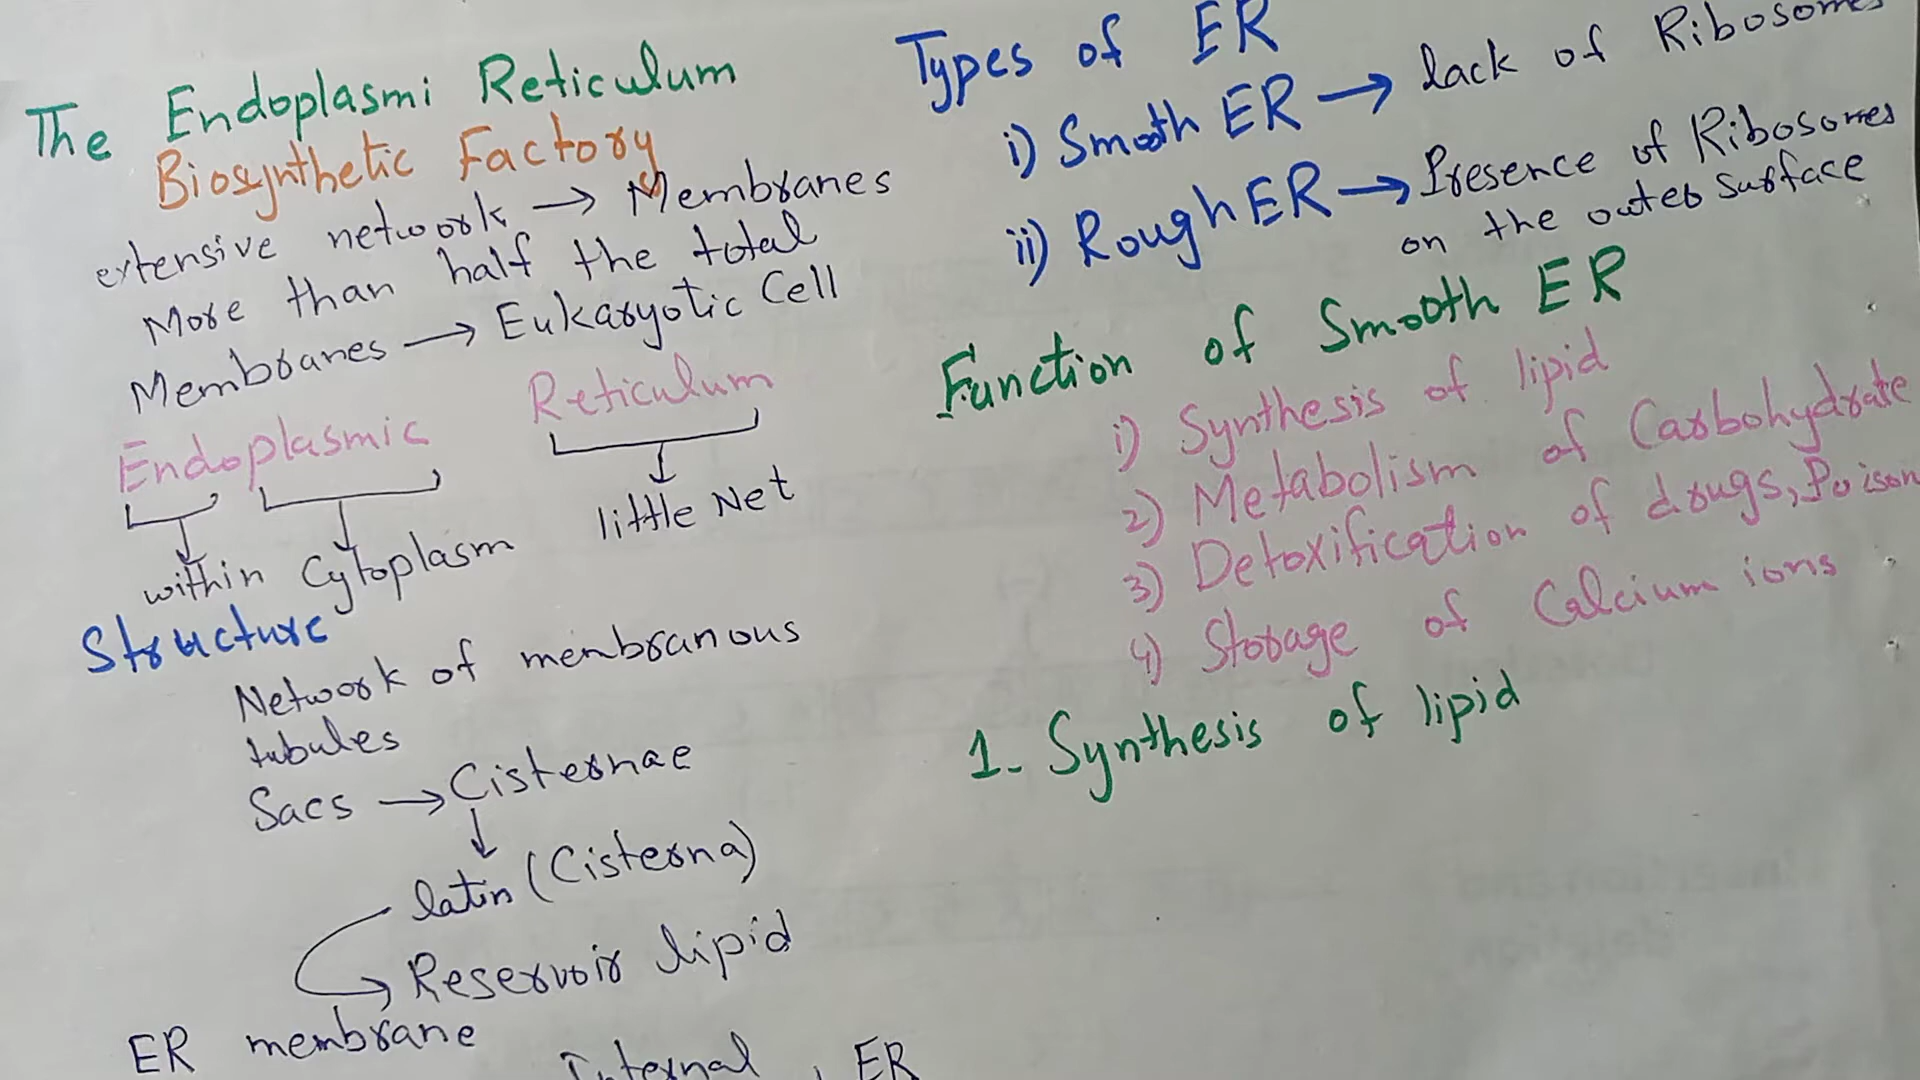 The Endoplasmi Reticulum
Biosynthetic Factory
extensive network → Membranes
More than half the total
Membranes → Eukaryotic Cell
Endoplasmic Reticulum
within Cytoplasm little Net
Structure
Network of menbranous
tubules
Sacs → Cisternae
↓
latin (Cisterna)
→ Reservoir lipid
ER membrane
Internal ER
Types of ER
i) Smooth ER → lack of Ribosomes
ii) Rough ER → Presence of Ribosomes
on the outer surface
Function of Smooth ER
1) Synthesis of lipid
2) Metabolism of Carbohydrate
3) Detoxification of drugs, Poison
4) Storage of Calcium ions
1- Synthesis of lipid